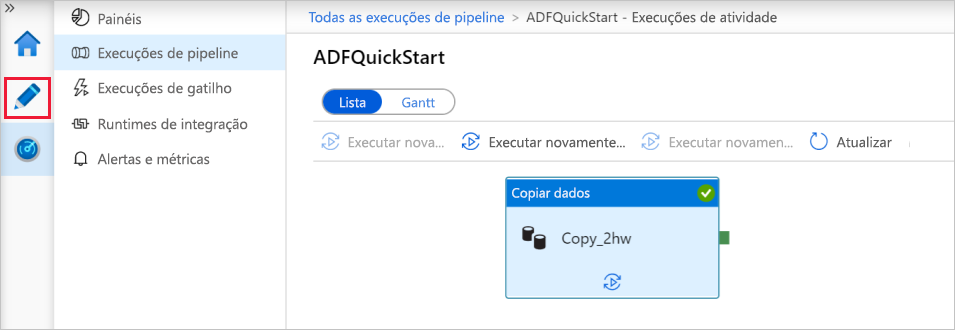 »
Painéis
Execuções de pipeline
Execuções de gatilho
Runtimes de integração
Alertas e métricas
Todas as execuções de pipeline > ADFQuickStart - Execuções de atividade
ADFQuickStart
Lista Gantt
Executar nova... Executar novamente... Executar novamen... Atualizar
Copiar dados
Copy_2hw